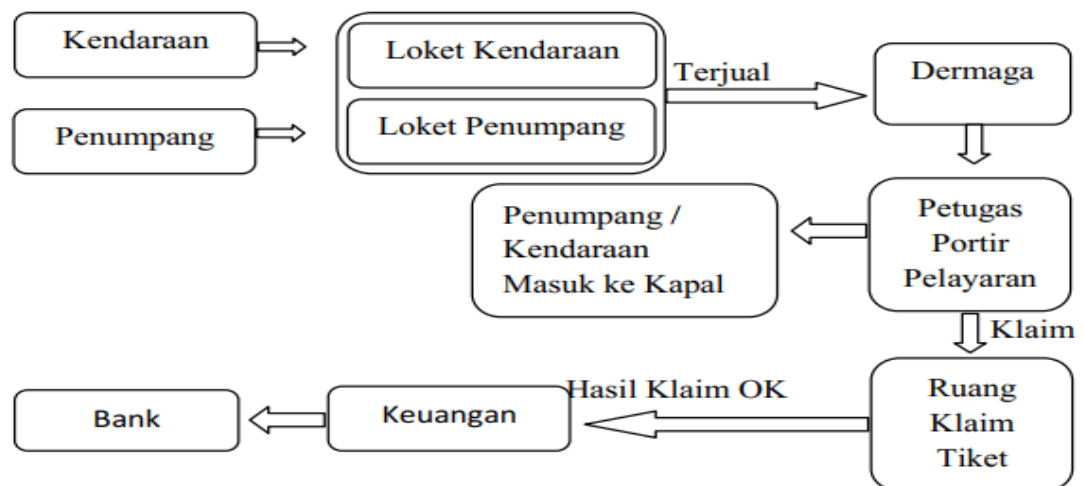 Kendaraan
Loket Kendaraan
Terjual
Dermaga
Penumpang
Loket Penumpang
Penumpang /
Kendaraan
Masuk ke Kapal
Petugas
Portir
Pelayaran
Klaim
Ruang
Klaim
Tiket
Hasil Klaim OK
Keuangan
Bank